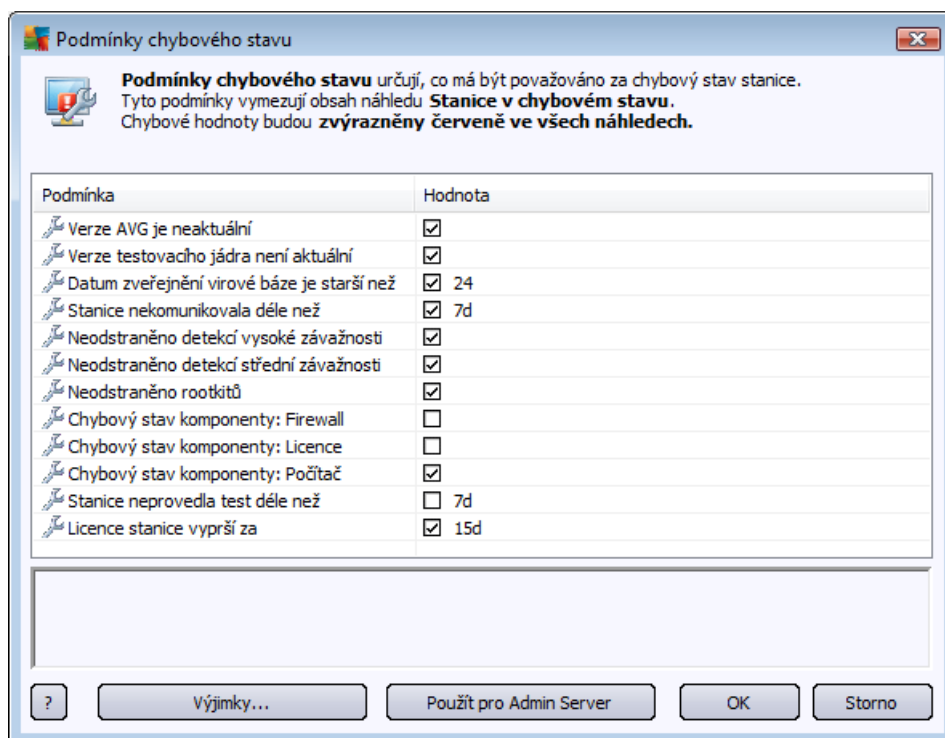 Podmínky chybového stavu
Podmínky chybového stavu určují, co má být považováno za chybový stav stanice.
Tyto podmínky vymezují obsah náhledu Stanice v chybovém stavu.
Chybové hodnoty budou zvýrazněny červeně ve všech náhledech.
Podmínka Hodnota
Verze AVG je neaktuální
Verze testovacího jádra není aktuální
Datum zveřejnění virové báze je starší než 24
Stanice nekomunikovala déle než 7d
Neodstraněno detekcí vysoké závažnosti
Neodstraněno detekcí střední závažnosti
Neodstraněno rootkitů
Chybový stav komponenty: Firewall
Chybový stav komponenty: Licence
Chybový stav komponenty: Počítač
Stanice neprovedla test déle než 7d
Licence stanice vyprší za 15d
? Výjimky... Použít pro Admin Server OK Storno